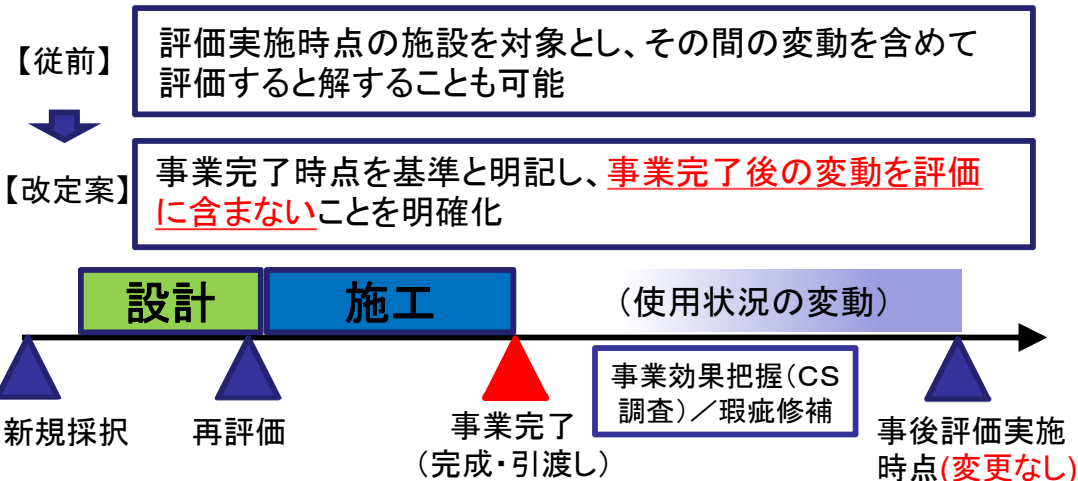 【従前】
評価実施時点の施設を対象とし、その間の変動を含めて
評価すると解することも可能
【改定案】
事業完了時点を基準と明記し、事業完了後の変動を評価
に含まないことを明確化
設計
施工
（使用状況の変動）
新規採択
再評価
事業完了
（完成・引渡し）
事業効果把握（CS
調査）／瑕疵修補
事後評価実施
時点(変更なし)